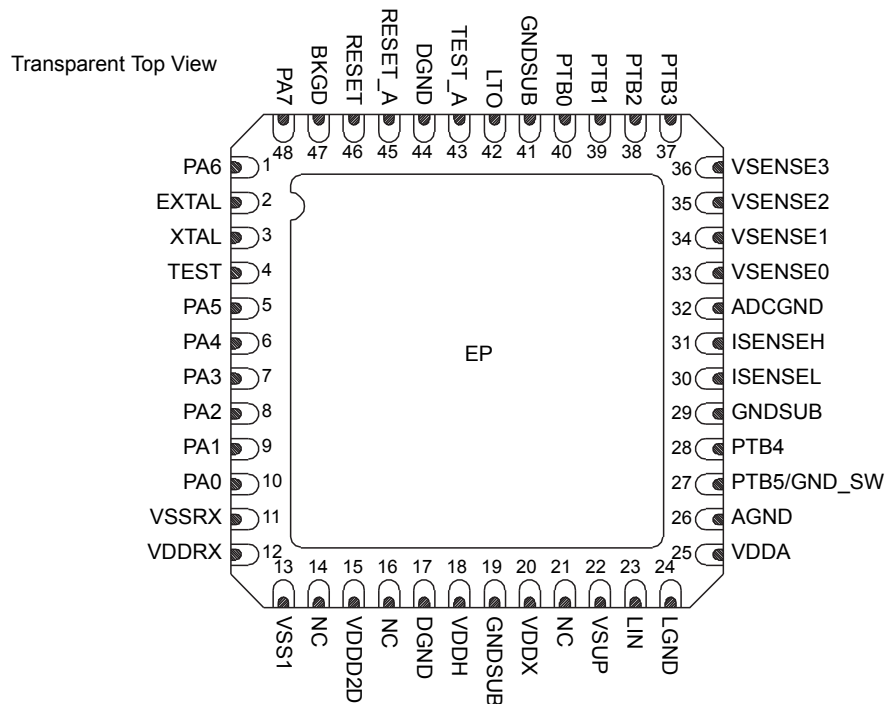 Transparent Top View
PA7
BKGD
RESET
RESET_A
DGND
TEST_A
LTO
GNDSUB
PTB0
PTB1
PTB2
PTB3
48 47 46 45 44 43 42 41 40 39 38 37
PA6 1
EXTAL 2
XTAL 3
TEST 4
PA5 5
PA4 6
PA3 7
PA2 8
PA1 9
PA0 10
VSSRX 11
VDDRX 12
EP
36 VSENSE3
35 VSENSE2
34 VSENSE1
33 VSENSE0
32 ADCGND
31 ISENSEH
30 ISENSEL
29 GNDSUB
28 PTB4
27 PTB5/GND_SW
26 AGND
25 VDDA
13 14 15 16 17 18 19 20 21 22 23 24
VSS1
NC
VDDD2D
NC
DGND
VDDH
GNDSUB
VDDX
NC
VSUP
LIN
LGND